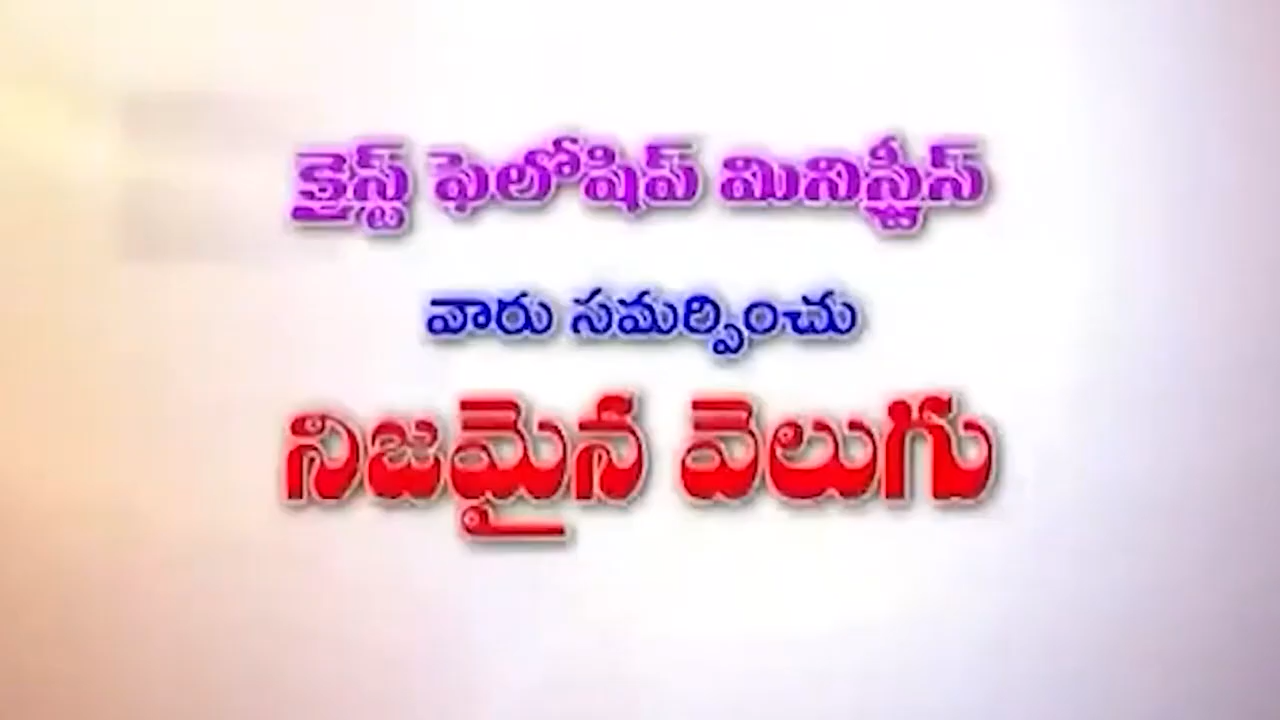 క్రైస్ట్ ఫెలోషిప్ మినిస్ట్రీస్
వారు సమర్పించు
నిజమైన వెలుగు